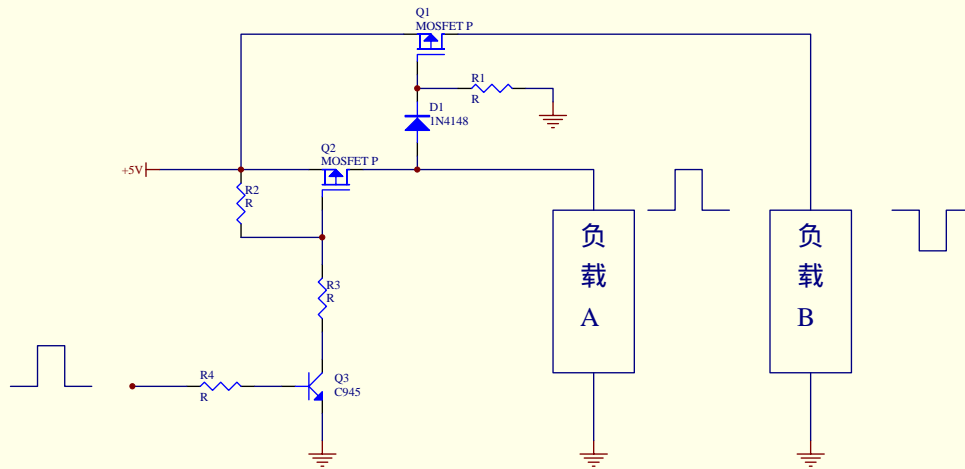 Q1
MOSFET P
R1
R
D1
1N4148
Q2
MOSFET P
+5V
R2
R
负
载
A
负
载
B
R3
R
R4
R
Q3
C945